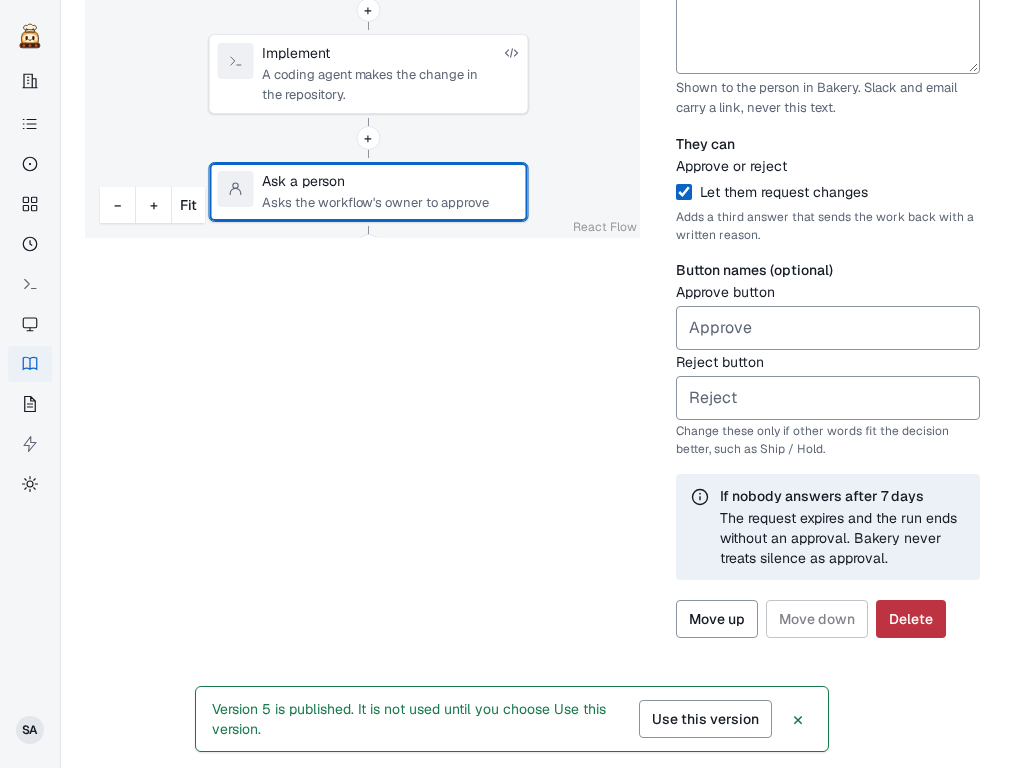 +
Implement
A coding agent makes the change in
the repository.
+
Ask a person
Asks the workflow's owner to approve
−
+
Fit
React Flow
SA
Shown to the person in Bakery. Slack and email
carry a link, never this text.
They can
Approve or reject
Let them request changes
Adds a third answer that sends the work back with a
written reason.
Button names (optional)
Approve button
Approve
Reject button
Reject
Change these only if other words fit the decision
better, such as Ship / Hold.
If nobody answers after 7 days
The request expires and the run ends
without an approval. Bakery never
treats silence as approval.
Move up
Move down
Delete
Version 5 is published. It is not used until you choose Use this
version.
Use this version
×